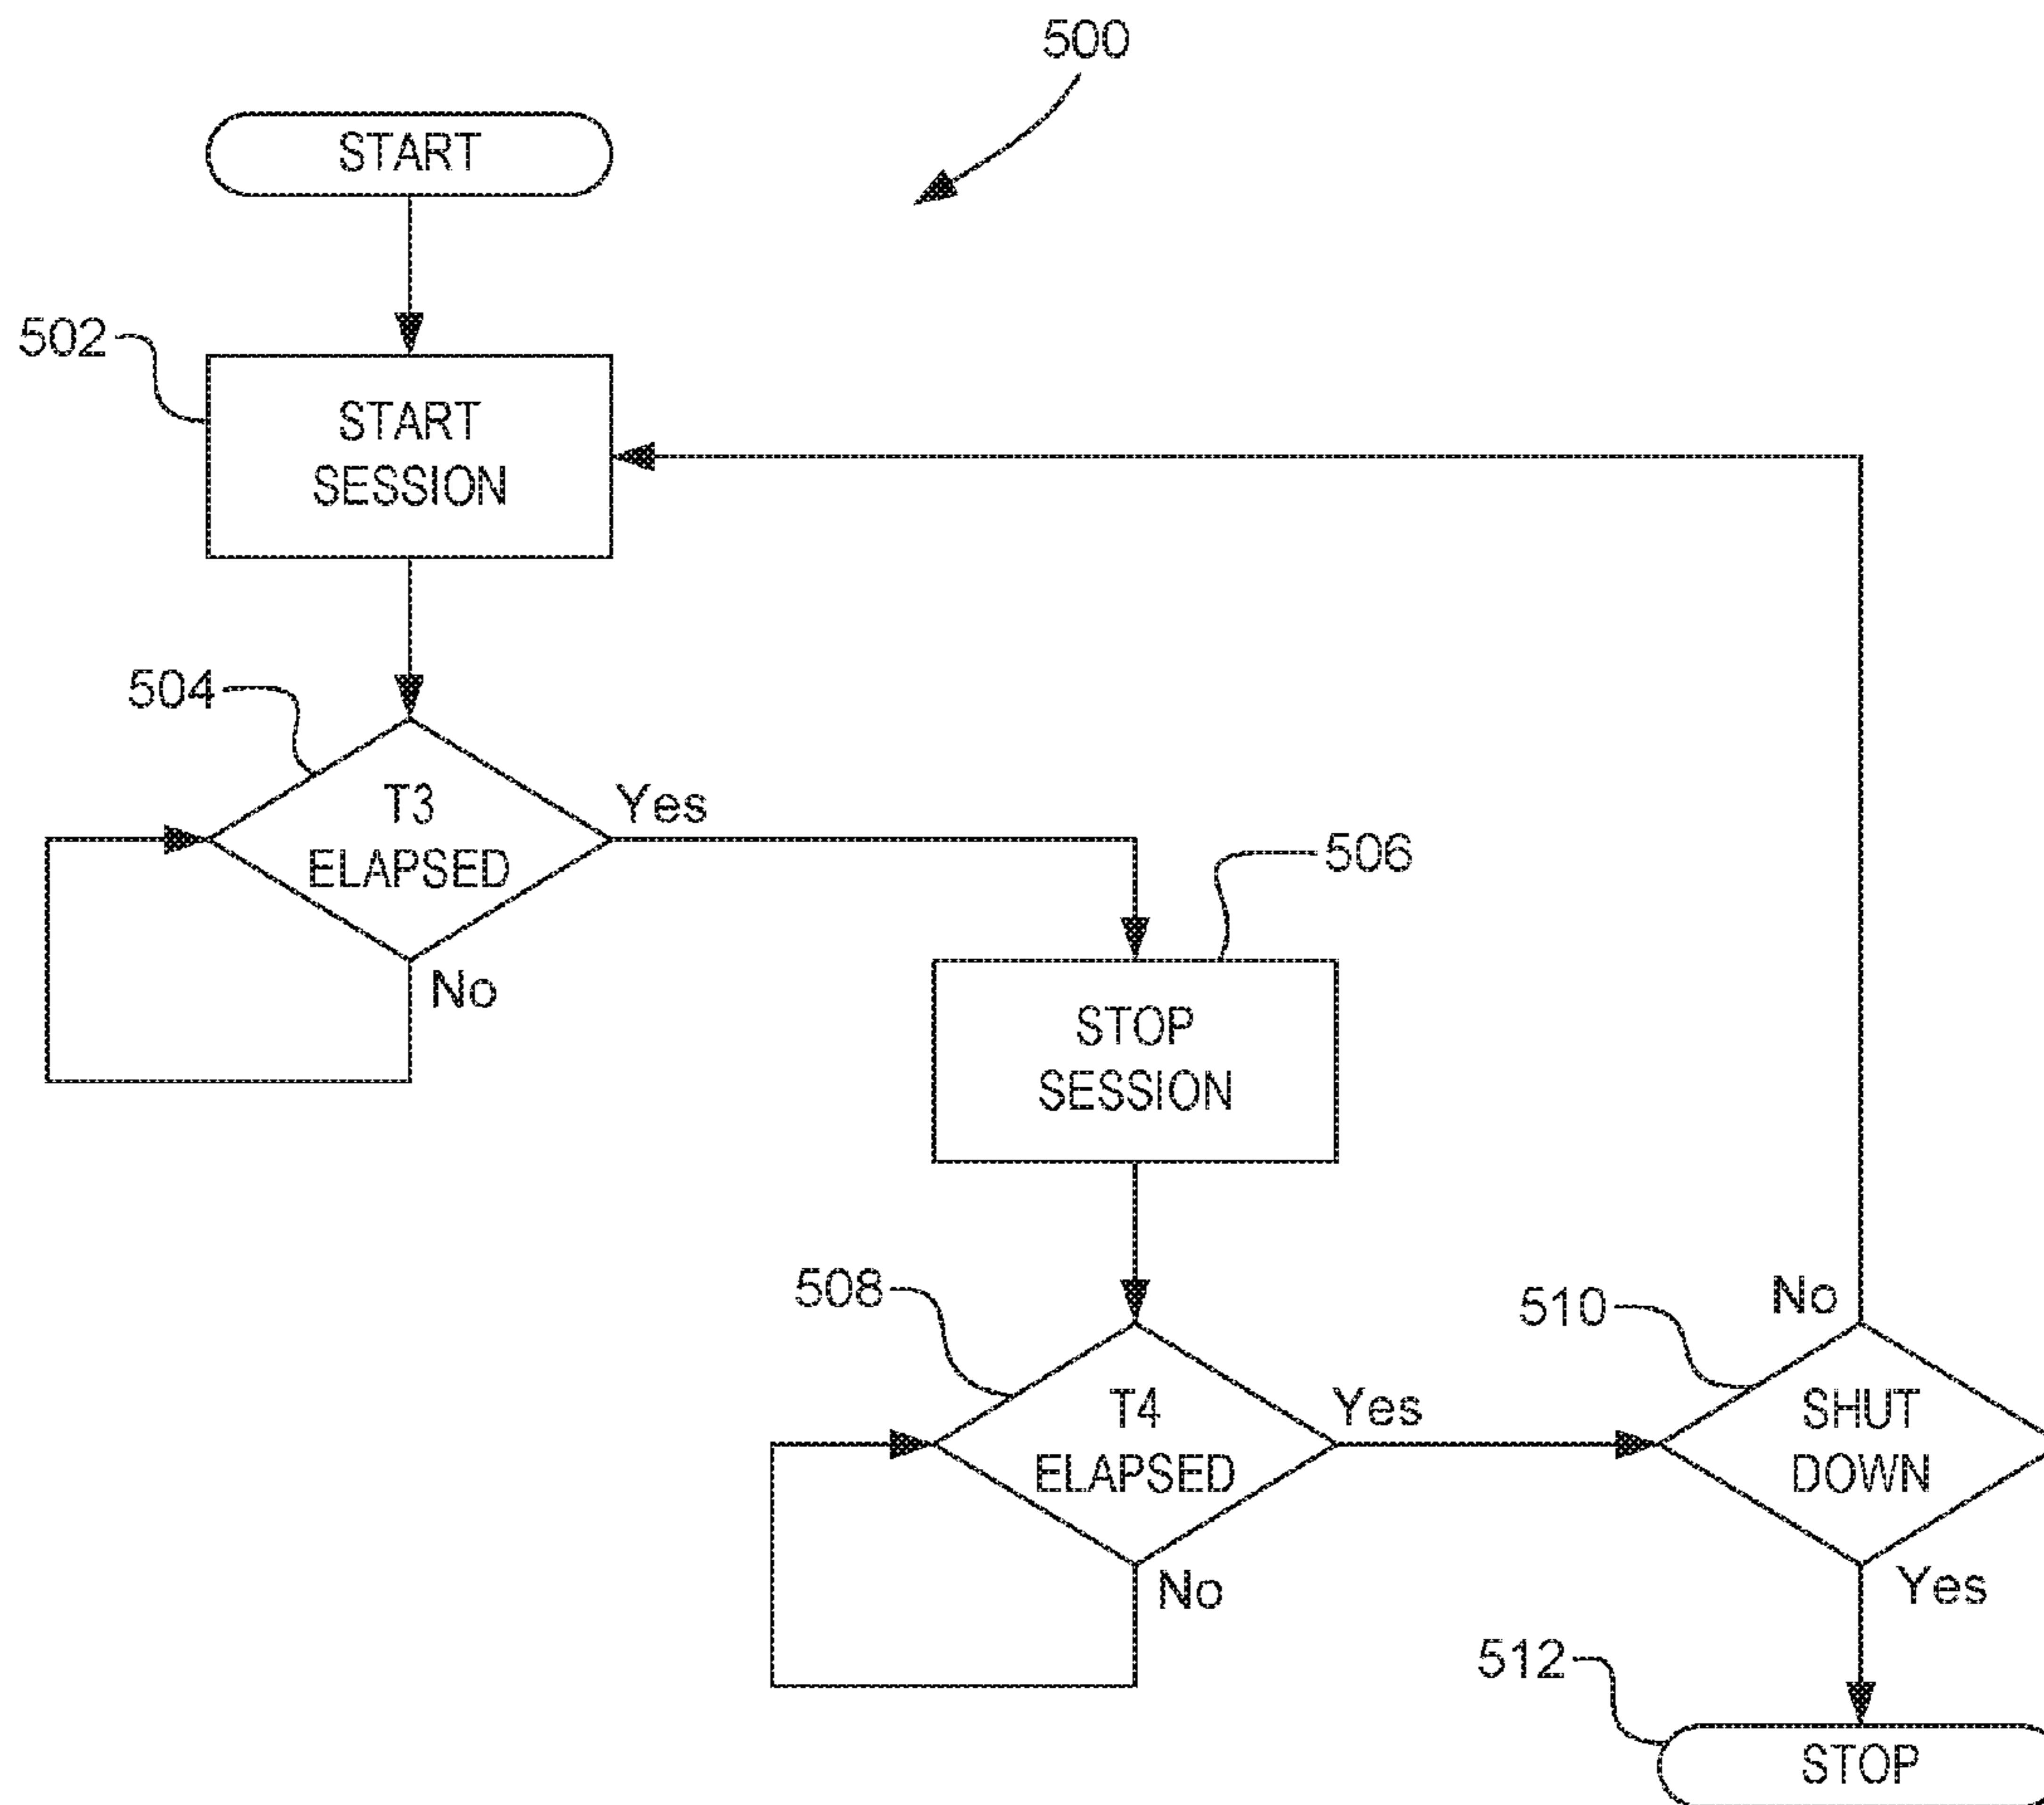 500
START
502
START
SESSION
504
T3
ELAPSED
Yes
No
506
STOP
SESSION
508
T4
ELAPSED
Yes
No
510
No
SHUT
DOWN
Yes
512
STOP